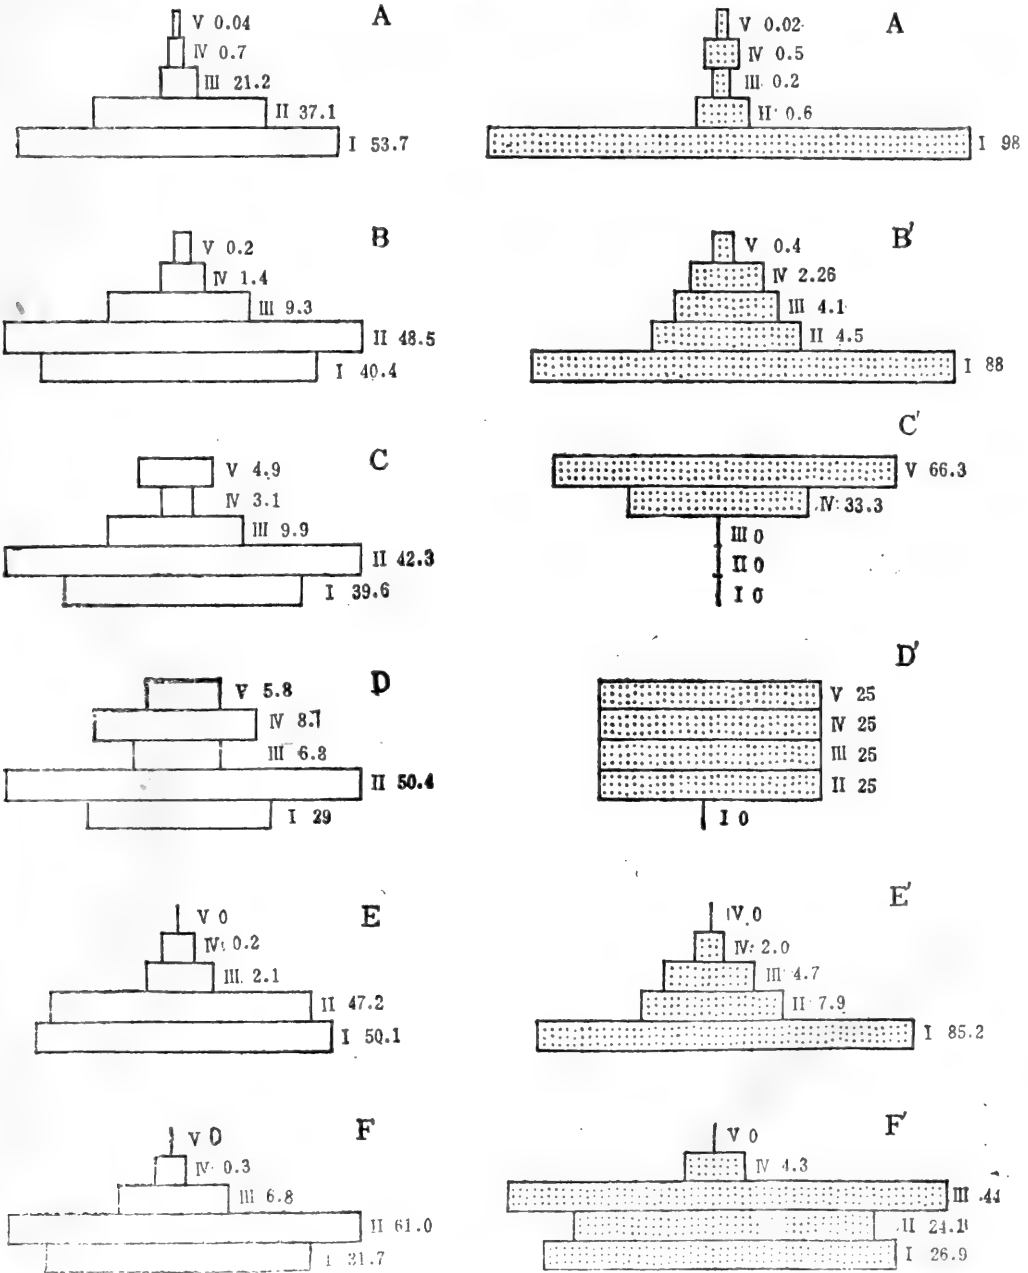 A
V 0.04
IV 0.7
III 21.2
II 37.1
I 53.7
A
V 0.02
IV 0.5
III 0.2
II 0.6
I 98
B
V 0.2
IV 1.4
III 9.3
II 48.5
I 40.4
B'
V 0.4
IV 2.26
III 4.1
II 4.5
I 88
C
V 4.9
IV 3.1
III 9.9
II 42.3
I 39.6
C'
V 66.3
IV 33.3
III 0
II 0
I 0
D
V 5.8
IV 8.1
III 6.8
II 50.4
I 29
D'
V 25
IV 25
III 25
II 25
I 0
E
V 0
IV 0.2
III 2.1
II 47.2
I 50.1
E'
IV 0
IV 2.0
III 4.7
II 7.9
I 85.2
F
V 0
IV 0.3
III 6.8
II 61.0
I 31.7
F'
V 0
IV 4.3
III 44
II 24.1
I 26.9